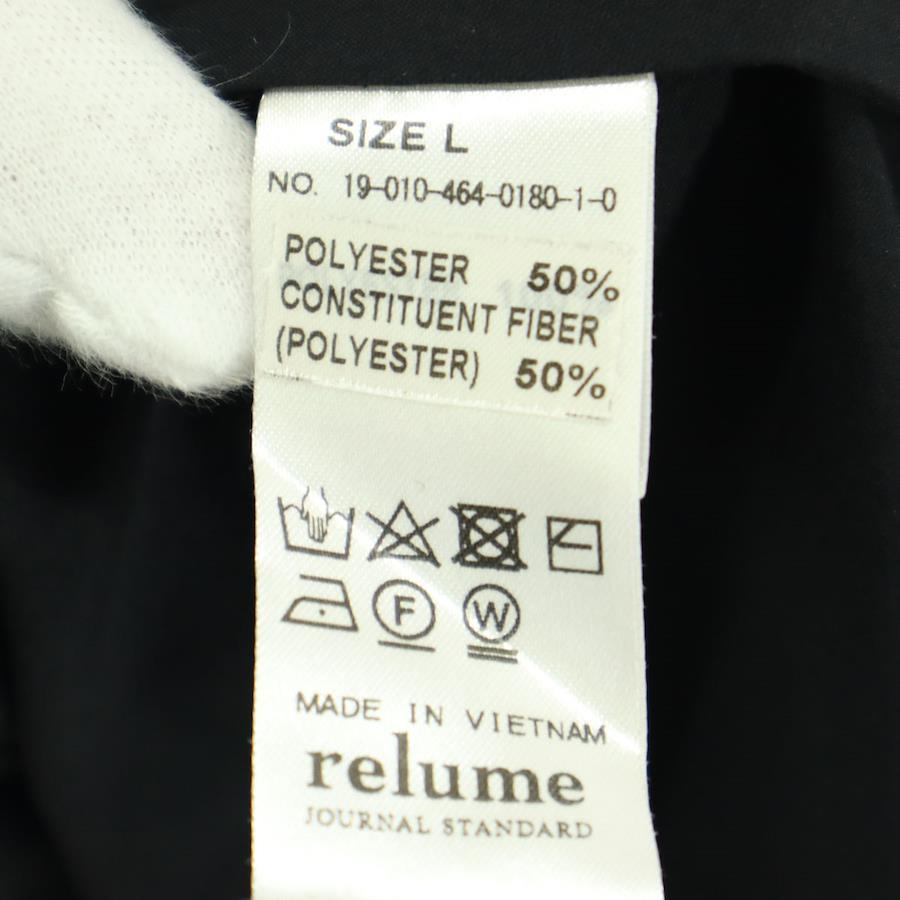 SIZE L
NO. 19-010-464-0180-1-0
POLYESTER 50%
CONSTITUENT FIBER
(POLYESTER) 50%
F W
MADE IN VIETNAM
relume
JOURNAL STANDARD